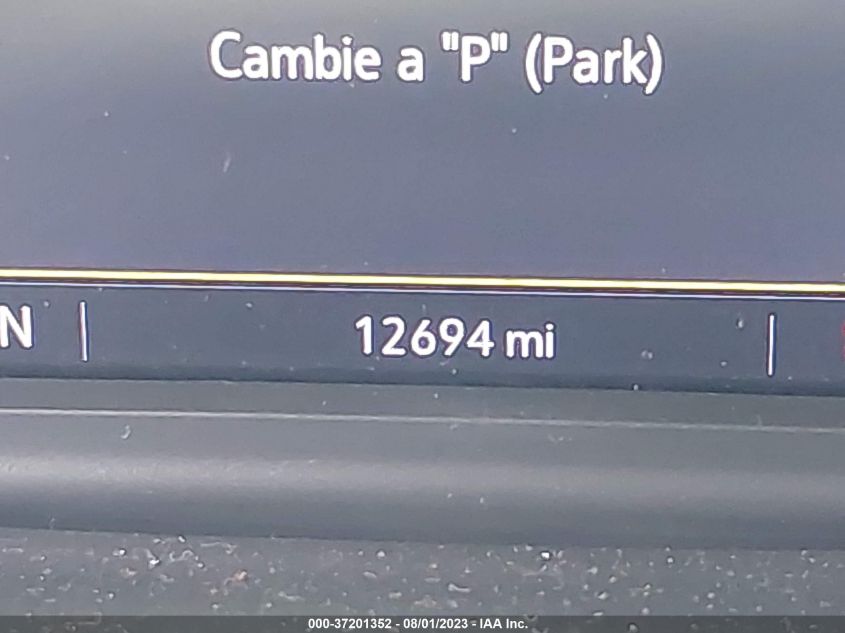 Cambie a "P" (Park)
N
12694 mi
000-37201352 - 08/01/2023 - IAA Inc.